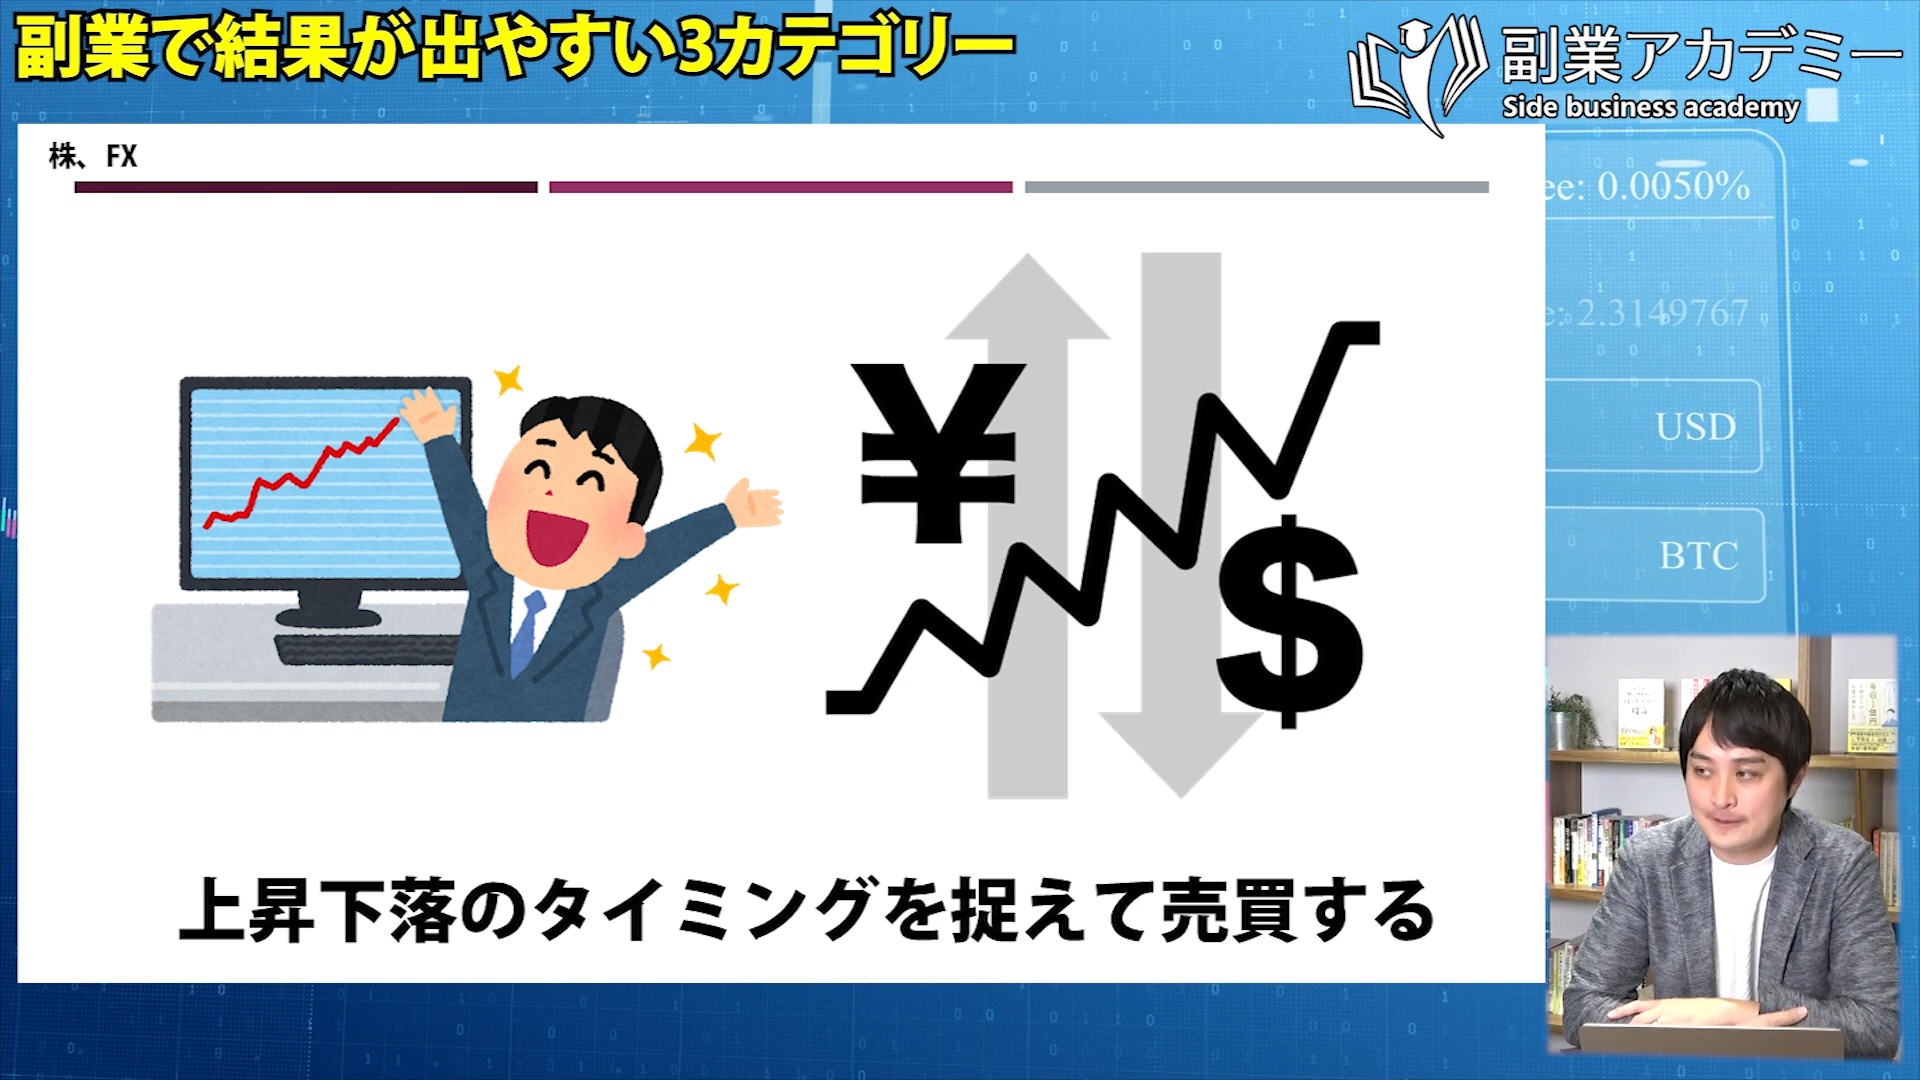 副業で結果が出やすい3カテゴリー
副業アカデミー
Side business academy
株、FX
ee: 0.0050%
e: 2.3149767
¥
$
USD
BTC
上昇下落のタイミングを捉えて売買する